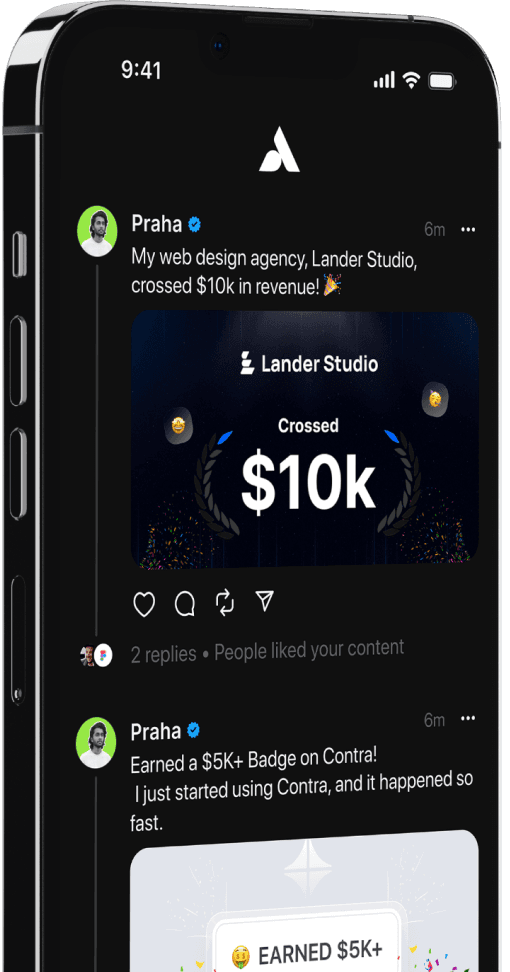 9:41
Praha
6m
My web design agency, Lander Studio,
crossed $10k in revenue! 🎉
Lander Studio
Crossed
$10k
2 replies • People liked your content
Praha
6m
Earned a $5K+ Badge on Contra!
I just started using Contra, and it happened so
fast.
🤑 EARNED $5K+